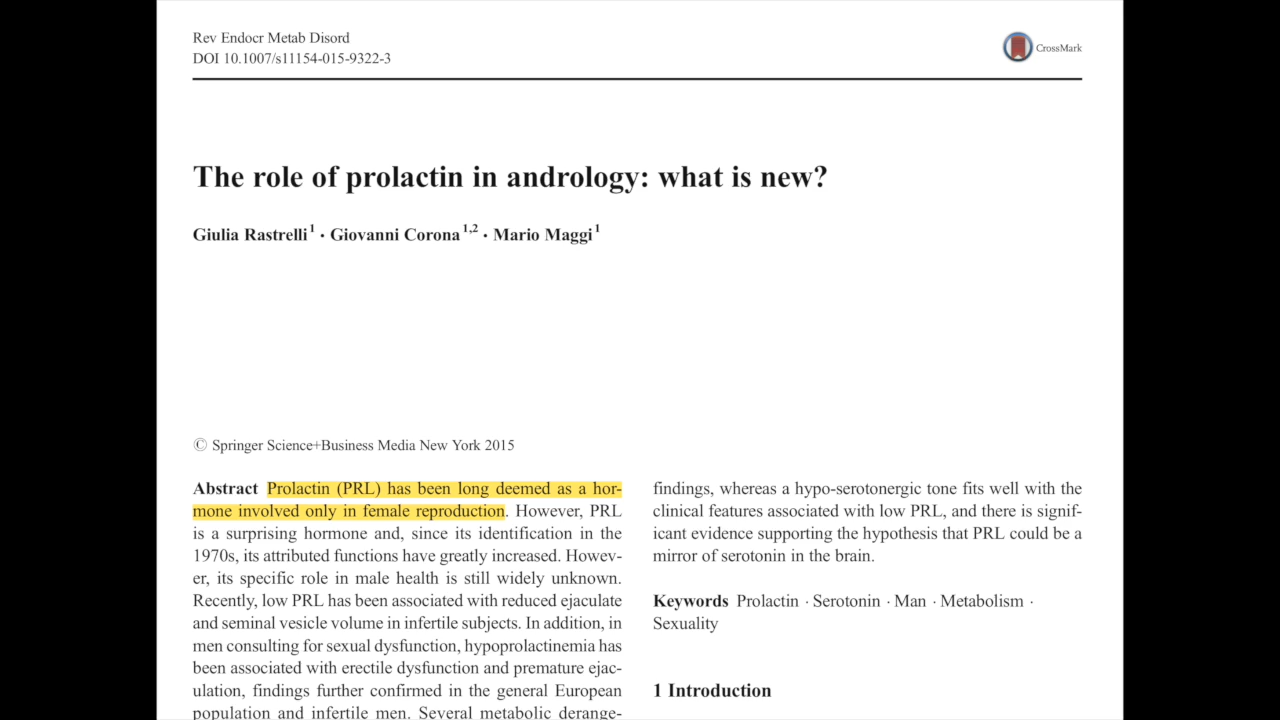 Rev Endocr Metab Disord
DOI 10.1007/s11154-015-9322-3
CrossMark
The role of prolactin in andrology: what is new?
Giulia Rastrelli1 · Giovanni Corona1,2 · Mario Maggi1
© Springer Science+Business Media New York 2015
Abstract Prolactin (PRL) has been long deemed as a hor-
mone involved only in female reproduction. However, PRL
is a surprising hormone and, since its identification in the
1970s, its attributed functions have greatly increased. Howev-
er, its specific role in male health is still widely unknown.
Recently, low PRL has been associated with reduced ejaculate
and seminal vesicle volume in infertile subjects. In addition, in
men consulting for sexual dysfunction, hypoprolactinemia has
been associated with erectile dysfunction and premature ejac-
ulation, findings further confirmed in the general European
population and infertile men. Several metabolic derange-
findings, whereas a hypo-serotonergic tone fits well with the
clinical features associated with low PRL, and there is signif-
icant evidence supporting the hypothesis that PRL could be a
mirror of serotonin in the brain.
Keywords Prolactin · Serotonin · Man · Metabolism ·
Sexuality
1 Introduction